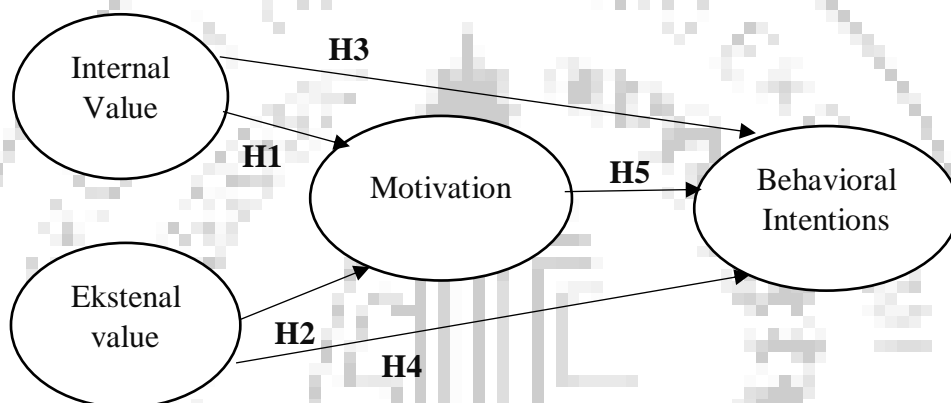 H3
Internal
Value
H1
Motivation
H5
Behavioral
Intentions
Ekstenal
value
H2
H4